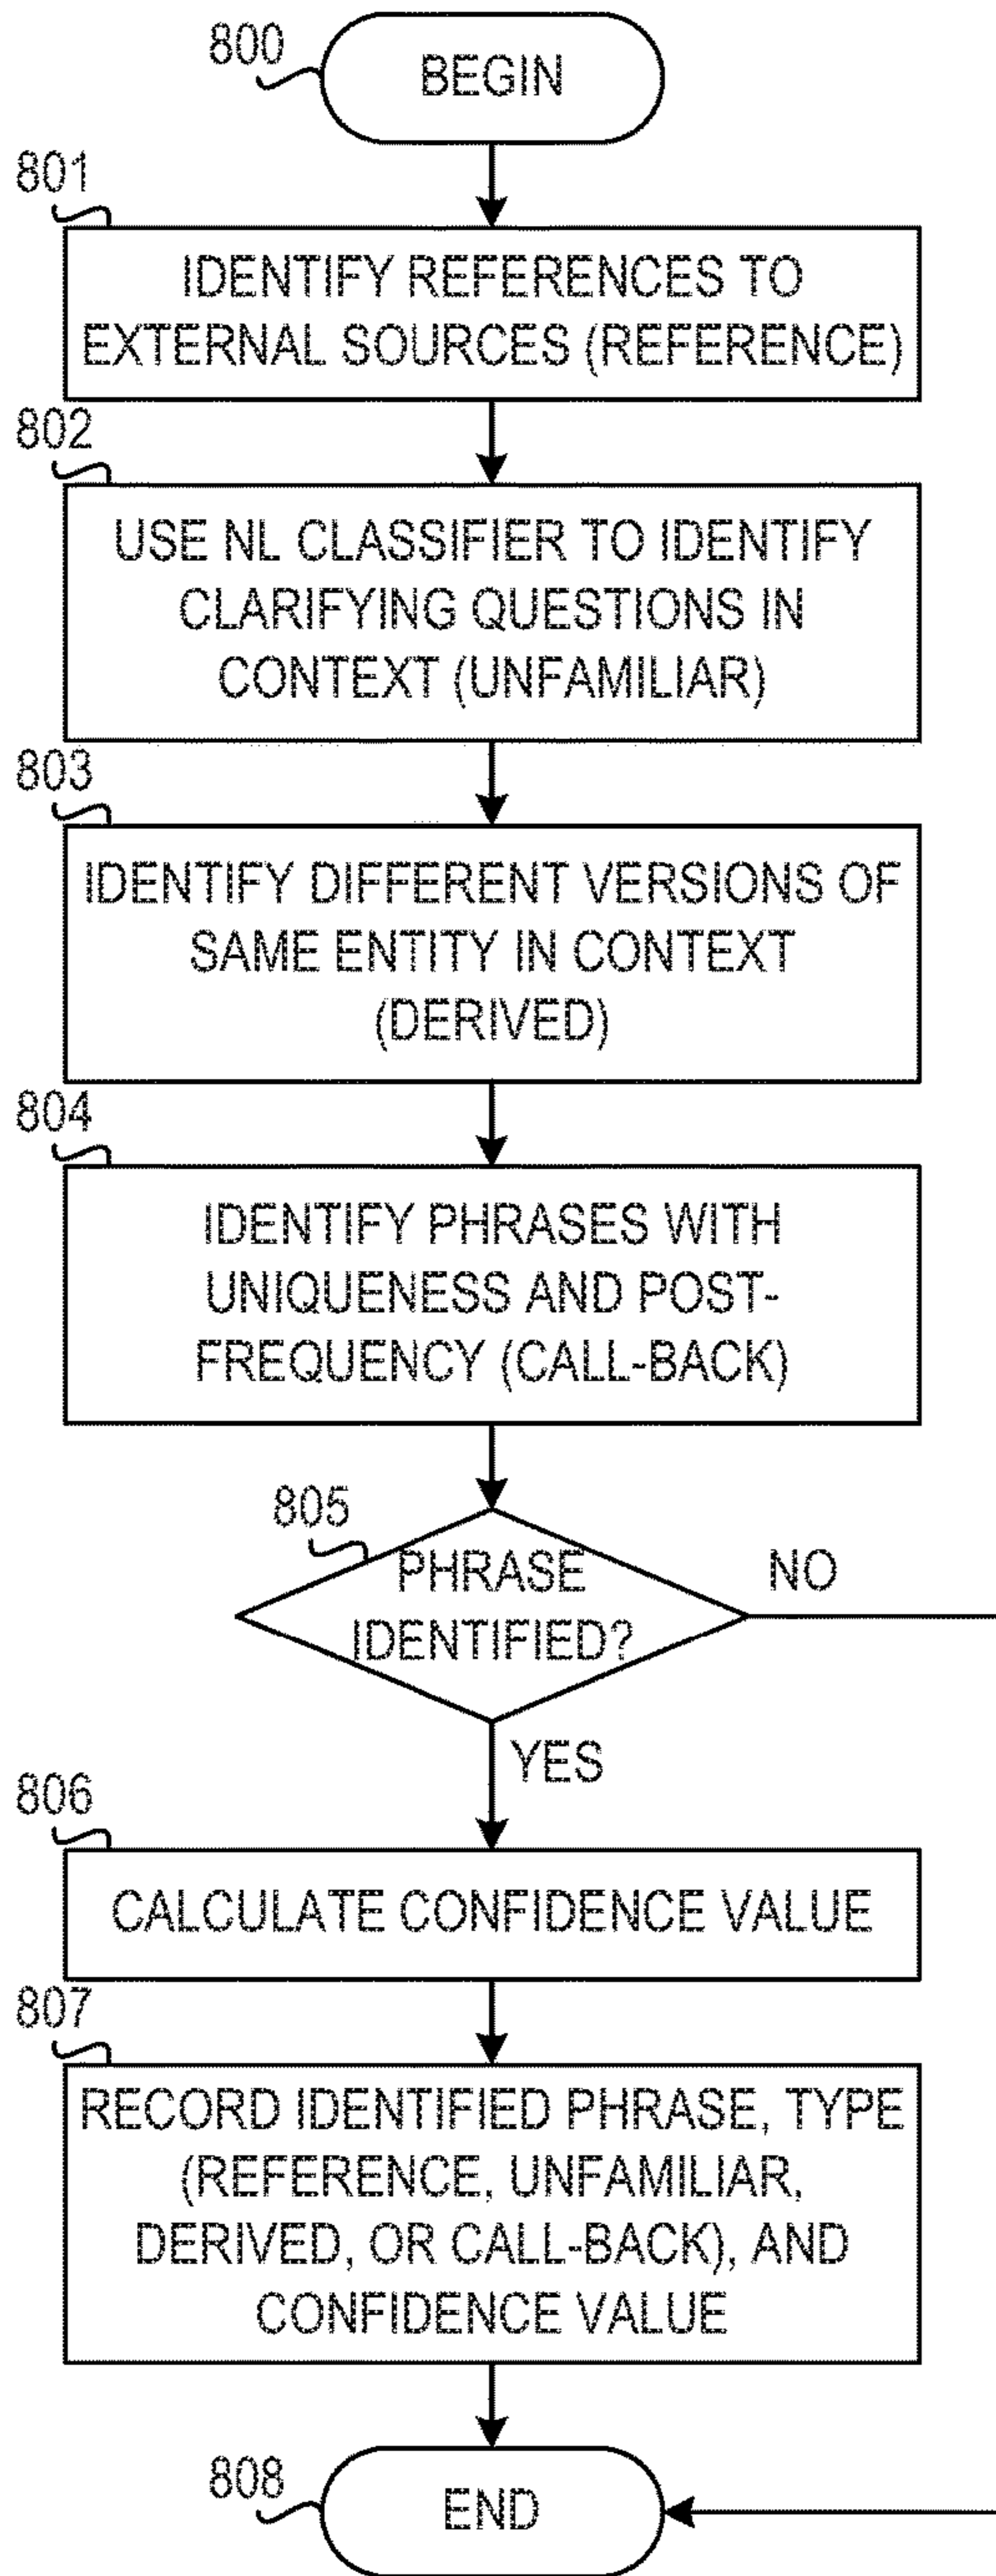 800
BEGIN
801
IDENTIFY REFERENCES TO
EXTERNAL SOURCES (REFERENCE)
802
USE NL CLASSIFIER TO IDENTIFY
CLARIFYING QUESTIONS IN
CONTEXT (UNFAMILIAR)
803
IDENTIFY DIFFERENT VERSIONS OF
SAME ENTITY IN CONTEXT
(DERIVED)
804
IDENTIFY PHRASES WITH
UNIQUENESS AND POST-
FREQUENCY (CALL-BACK)
805
PHRASE
IDENTIFIED?
NO
YES
806
CALCULATE CONFIDENCE VALUE
807
RECORD IDENTIFIED PHRASE, TYPE
(REFERENCE, UNFAMILIAR,
DERIVED, OR CALL-BACK), AND
CONFIDENCE VALUE
808
END